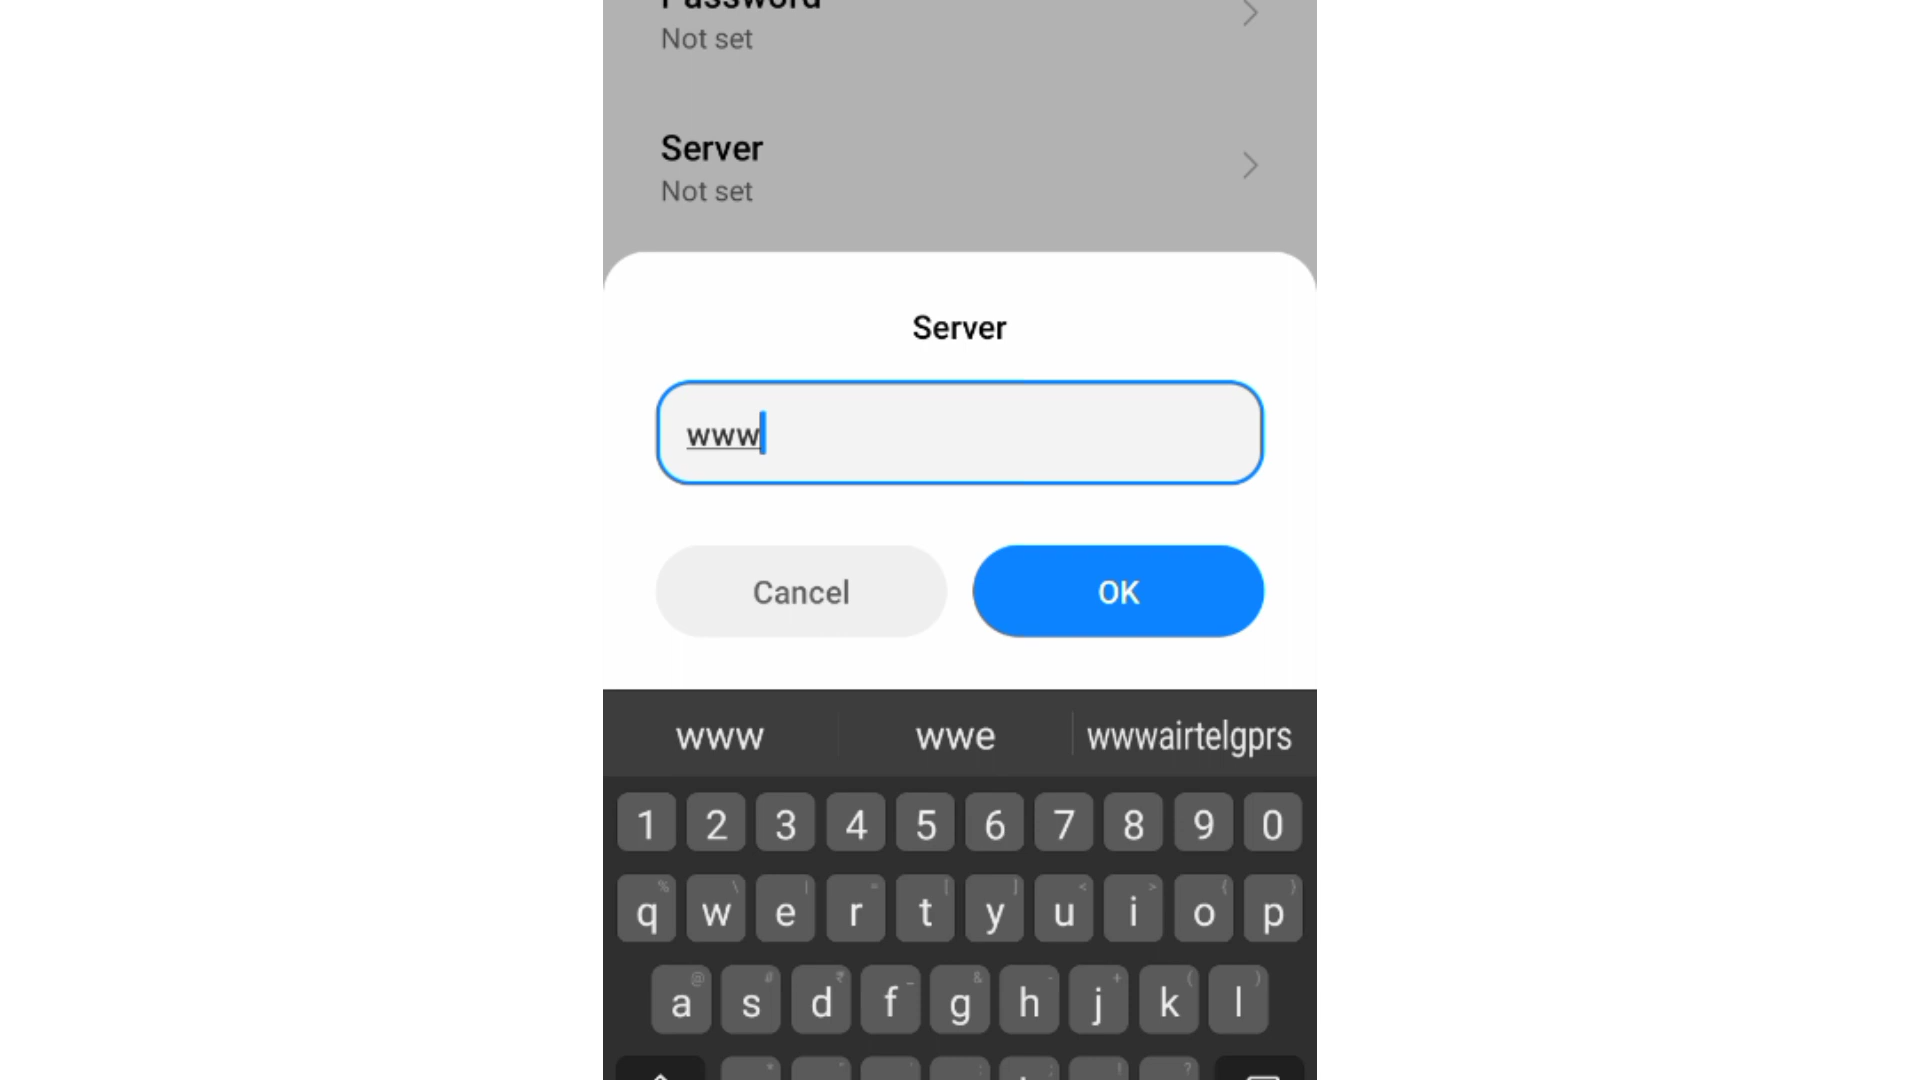 Password
Not set
Server
Not set
Server
www
Cancel
OK
www wwe wwwairtelgprs
1 2 3 4 5 6 7 8 9 0
% \ | = [ ] < > { }
q w e r t y u i o p
@ # ₹ _ & - + ( )
a s d f g h j k l